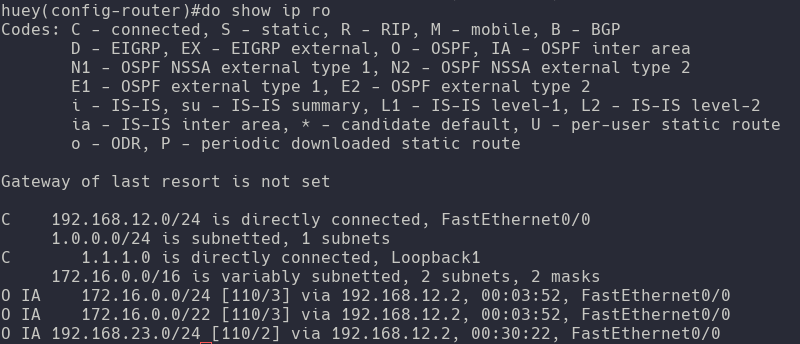 huey(config-router)#do show ip ro
Codes: C - connected, S - static, R - RIP, M - mobile, B - BGP
       D - EIGRP, EX - EIGRP external, O - OSPF, IA - OSPF inter area
       N1 - OSPF NSSA external type 1, N2 - OSPF NSSA external type 2
       E1 - OSPF external type 1, E2 - OSPF external type 2
       i - IS-IS, su - IS-IS summary, L1 - IS-IS level-1, L2 - IS-IS level-2
       ia - IS-IS inter area, * - candidate default, U - per-user static route
       o - ODR, P - periodic downloaded static route

Gateway of last resort is not set

C    192.168.12.0/24 is directly connected, FastEthernet0/0
     1.0.0.0/24 is subnetted, 1 subnets
C       1.1.1.0 is directly connected, Loopback1
     172.16.0.0/16 is variably subnetted, 2 subnets, 2 masks
O IA    172.16.0.0/24 [110/3] via 192.168.12.2, 00:03:52, FastEthernet0/0
O IA    172.16.0.0/22 [110/3] via 192.168.12.2, 00:03:52, FastEthernet0/0
O IA 192.168.23.0/24 [110/2] via 192.168.12.2, 00:30:22, FastEthernet0/0